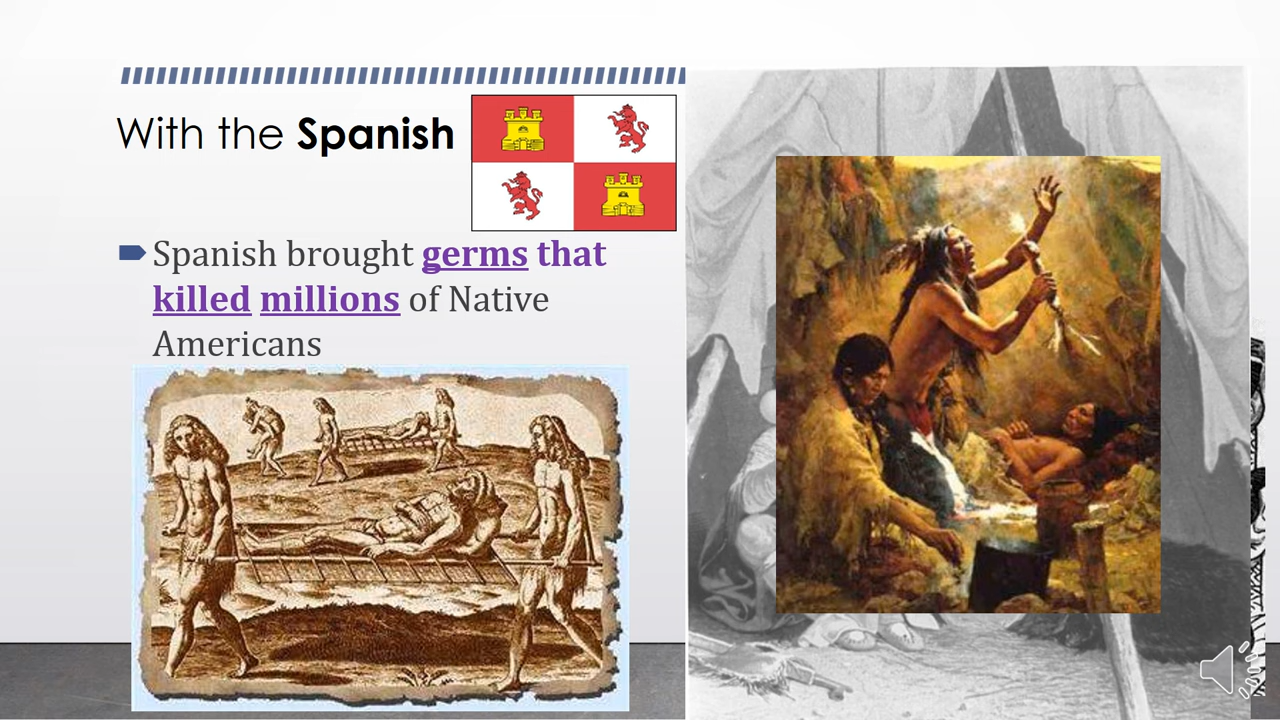 With the Spanish
Spanish brought germs that
killed millions of Native
Americans